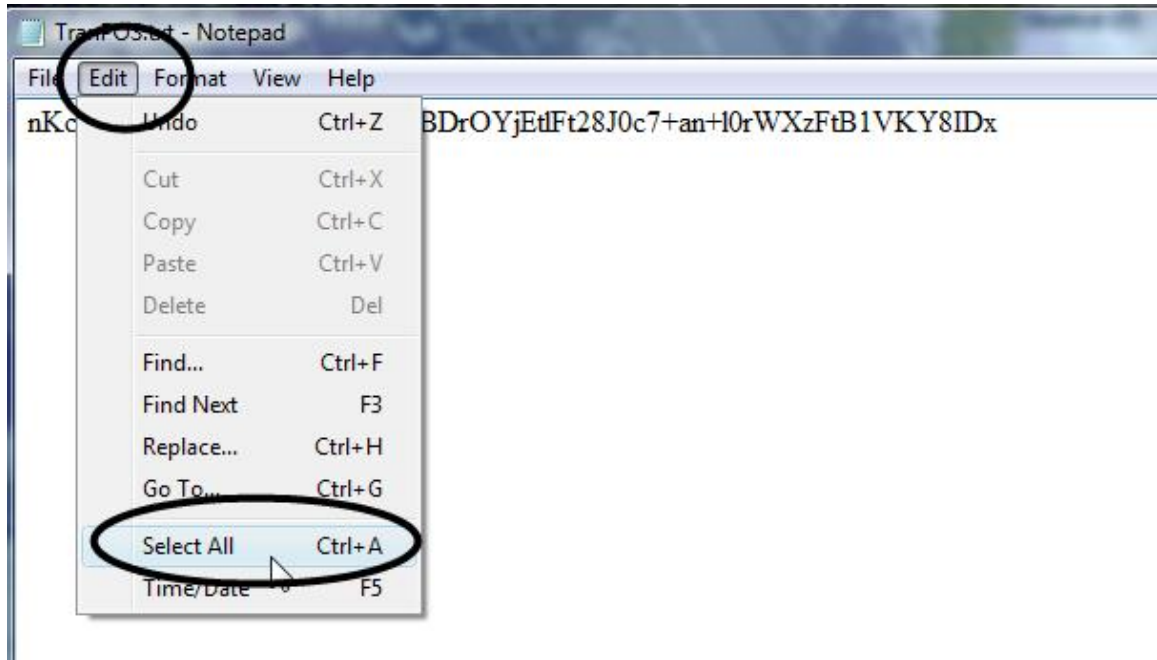 TranPOS.txt - Notepad
File Edit Format View Help
nKc BDrOYjEtlFt28J0c7+an+l0rWXzFtB1VKY8IDx
Undo Ctrl+Z
Cut Ctrl+X
Copy Ctrl+C
Paste Ctrl+V
Delete Del
Find... Ctrl+F
Find Next F3
Replace... Ctrl+H
Go To... Ctrl+G
Select All Ctrl+A
Time/Date F5